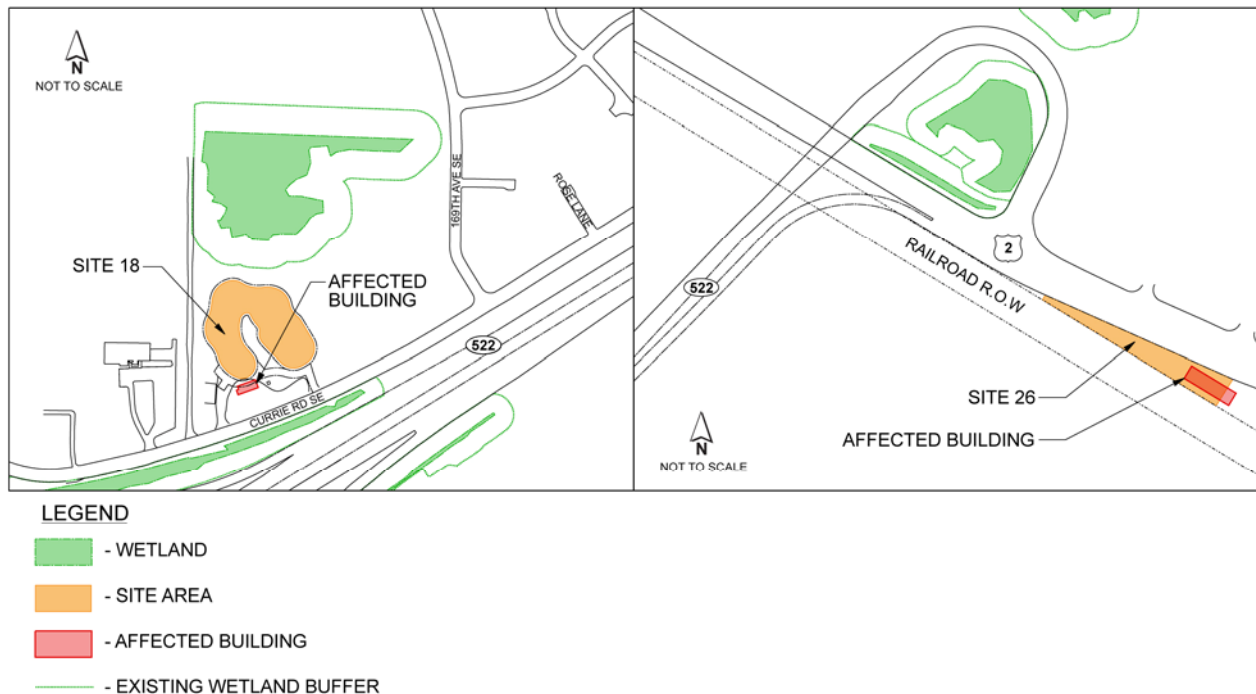 N
NOT TO SCALE
169TH AVE SE
ROSE LANE
SITE 18
AFFECTED
BUILDING
522
CURRIE RD SE
2
RAILROAD R.O.W
522
SITE 26
AFFECTED BUILDING
N
NOT TO SCALE
LEGEND
- WETLAND
- SITE AREA
- AFFECTED BUILDING
- EXISTING WETLAND BUFFER